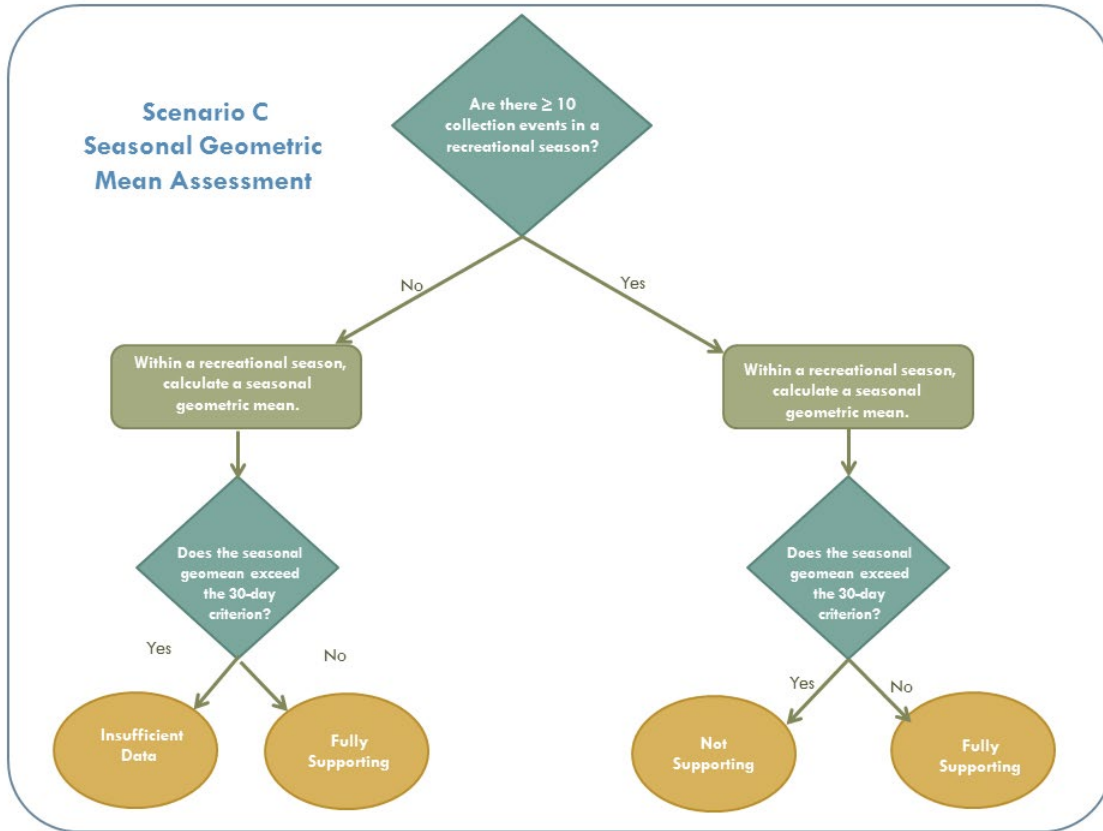 Scenario C
Seasonal Geometric
Mean Assessment
Are there ≥ 10
collection events in a
recreational season?
No
Yes
Within a recreational season,
calculate a seasonal
geometric mean.
Within a recreational season,
calculate a seasonal
geometric mean.
Does the seasonal
geomean exceed
the 30-day
criterion?
Does the seasonal
geomean exceed
the 30-day
criterion?
Yes
No
Yes
No
Insufficient
Data
Fully
Supporting
Not
Supporting
Fully
Supporting